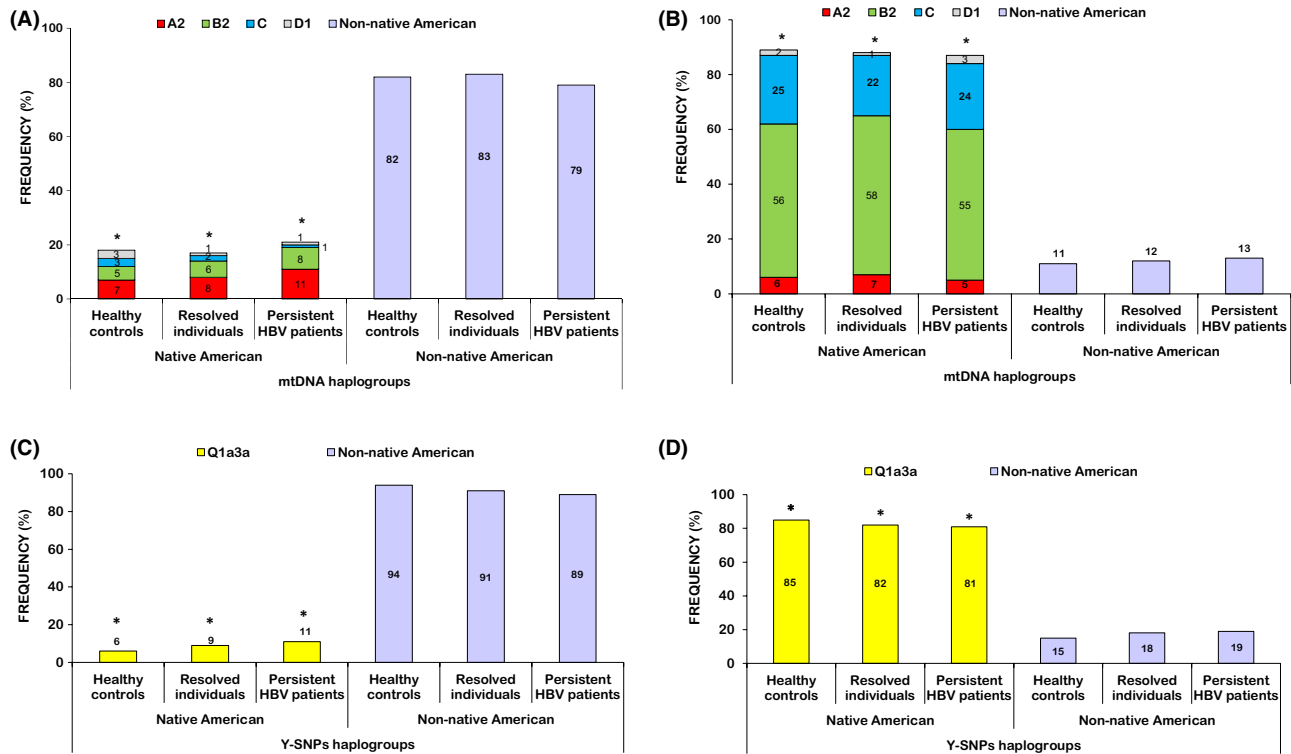 (A)
A2 B2 C D1 Non-native American
FREQUENCY (%)
100
80
60
40
20
0
* * *
3 3 5 7
1 2 6 8
1 1 8 11
82 83 79
Healthy controls
Resolved individuals
Persistent HBV patients
Healthy controls
Resolved individuals
Persistent HBV patients
Native American Non-native American
mtDNA haplogroups
(B)
A2 B2 C D1 Non-native American
FREQUENCY (%)
100
80
60
40
20
0
* * *
2 25 56 6
1 22 58 7
3 24 55 5
11 12 13
Healthy controls
Resolved individuals
Persistent HBV patients
Healthy controls
Resolved individuals
Persistent HBV patients
Native American Non-native American
mtDNA haplogroups
(C)
Q1a3a Non-native American
FREQUENCY (%)
100
80
60
40
20
0
* * *
6 9 11
94 91 89
Healthy controls
Resolved individuals
Persistent HBV patients
Healthy controls
Resolved individuals
Persistent HBV patients
Native American Non-native American
Y-SNPs haplogroups
(D)
Q1a3a Non-native American
FREQUENCY (%)
100
80
60
40
20
0
* * *
85 82 81
15 18 19
Healthy controls
Resolved individuals
Persistent HBV patients
Healthy controls
Resolved individuals
Persistent HBV patients
Native American Non-native American
Y-SNPs haplogroups